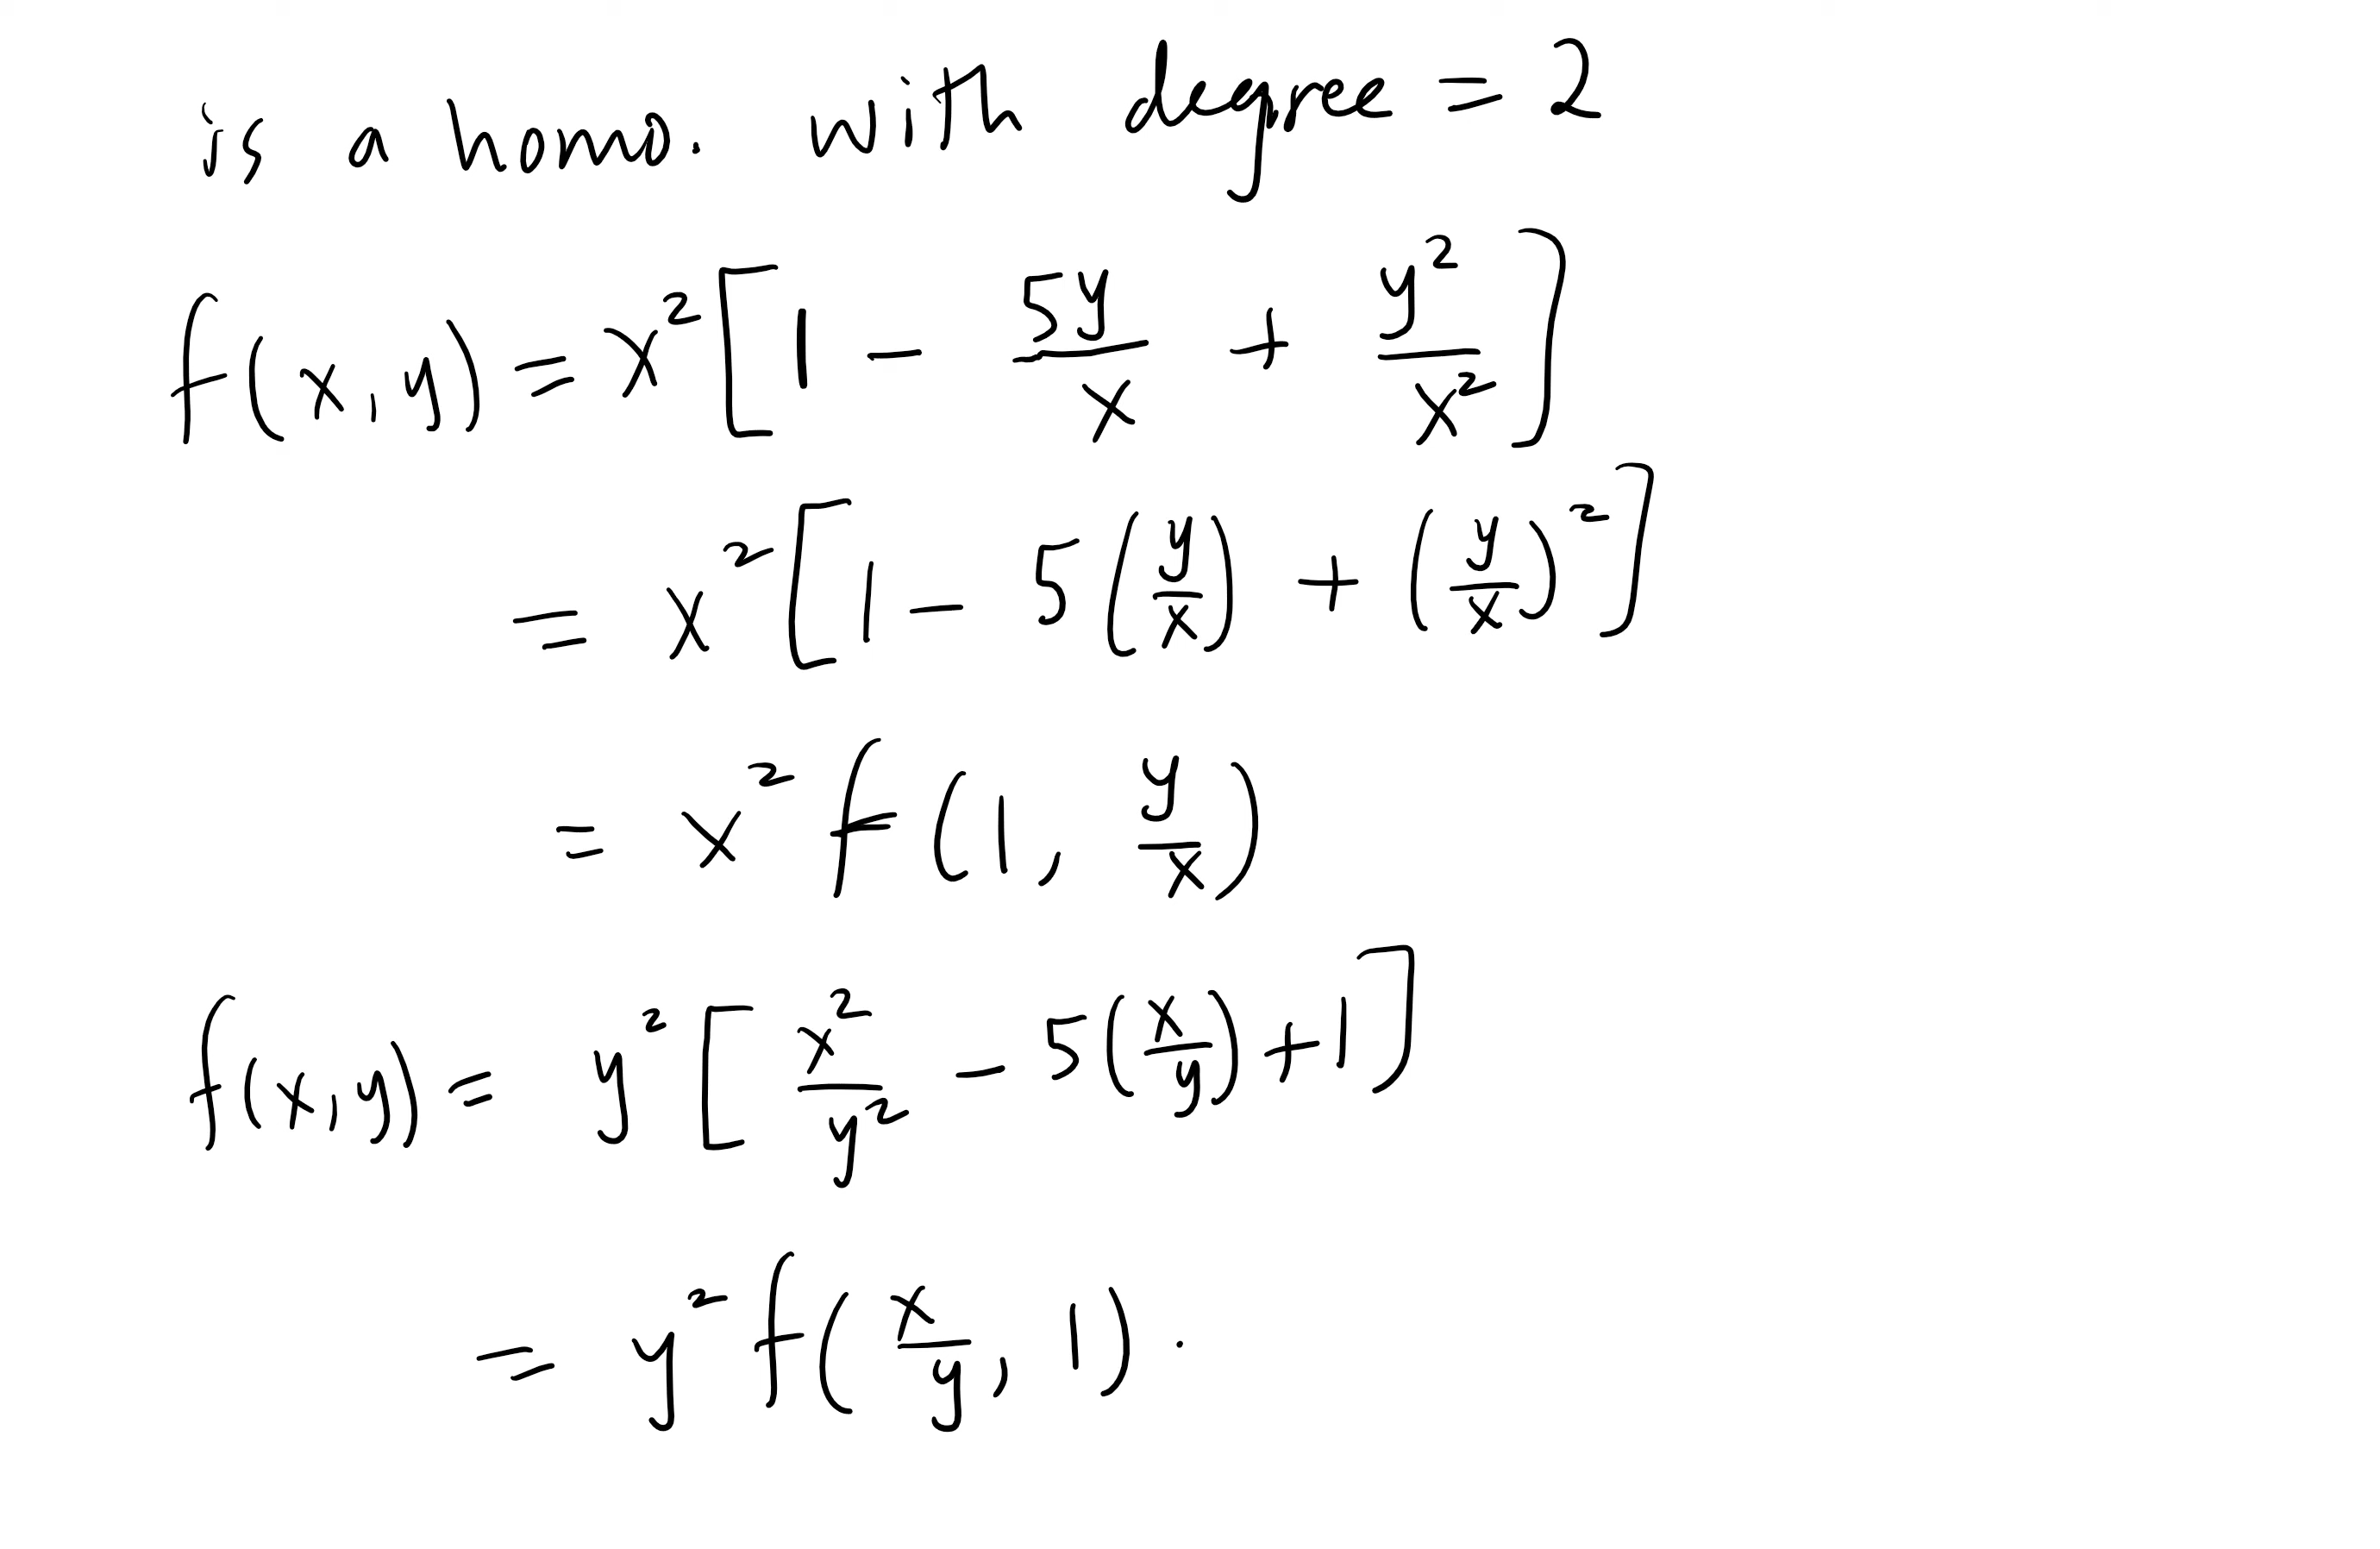 is a homo. with degree = 2
f(x, y) = x² [1 - 5y/x + y²/x²]
= x² [1 - 5(y/x) + (y/x)²]
= x² f(1, y/x)
f(x, y) = y² [x²/y² - 5(x/y) + 1]
= y² f(x/y, 1).